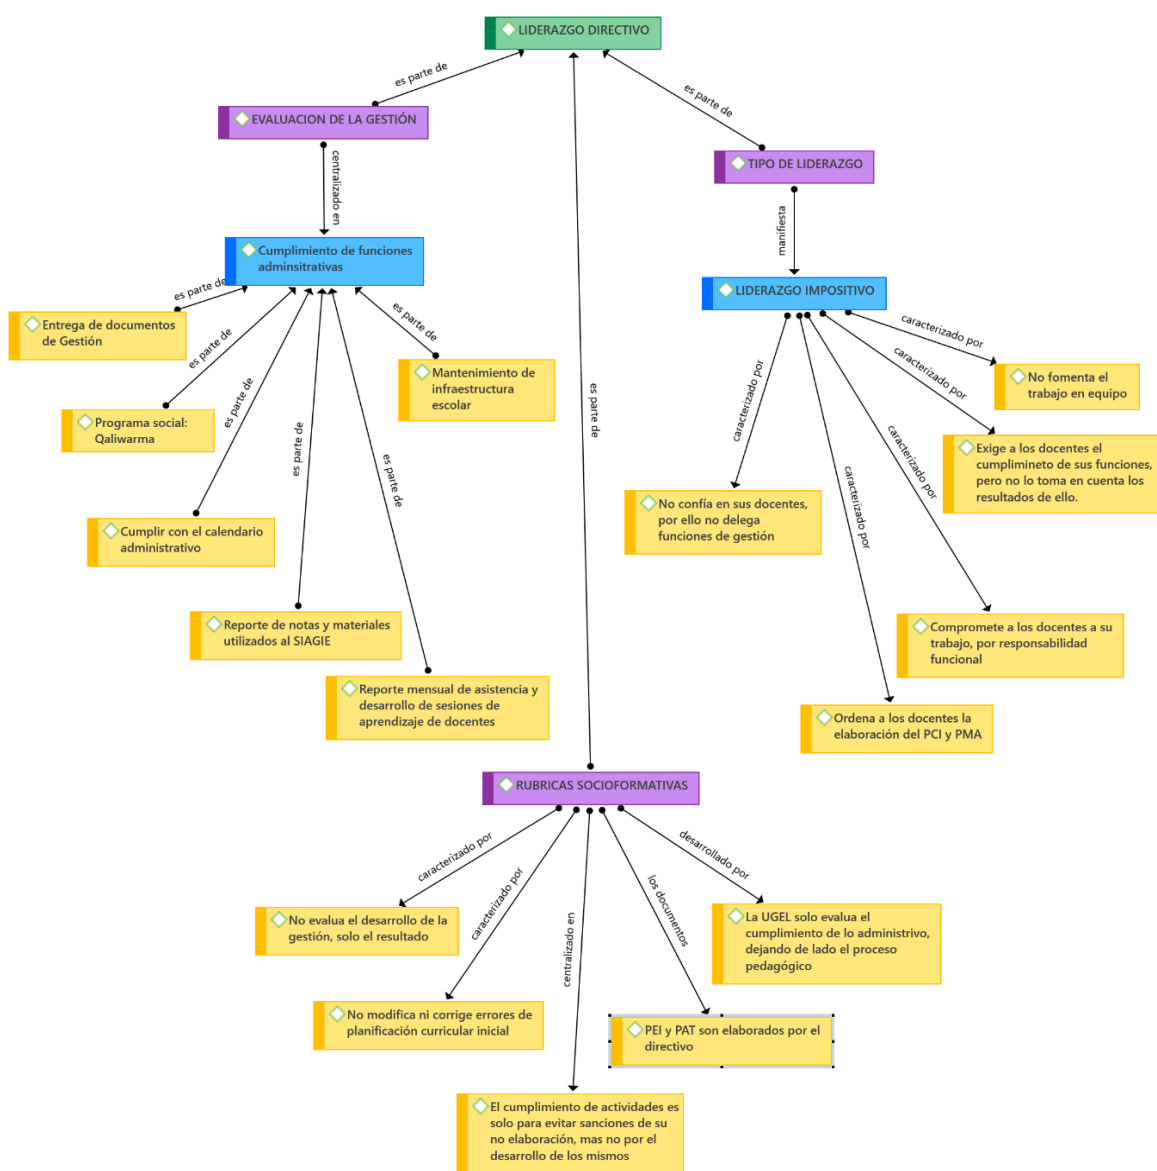 LIDERAZGO DIRECTIVO
es parte de
es parte de
EVALUACION DE LA GESTIÓN
TIPO DE LIDERAZGO
centralizado en
manifiesta
Cumplimiento de funciones
adminsitrativas
LIDERAZGO IMPOSITIVO
es parte de
Entrega de documentos
de Gestión
es parte de
es parte de
Mantenimiento de
infraestructura
escolar
Programa social:
Qaliwarma
es parte de
es parte de
es parte de
es parte de
Cumplir con el calendario
administrativo
Reporte de notas y materiales
utilizados al SIAGIE
Reporte mensual de asistencia y
desarrollo de sesiones de
aprendizaje de docentes
caracterizado por
No fomenta el
trabajo en equipo
caracterizado por
Exige a los docentes el
cumplimineto de sus funciones,
pero no lo toma en cuenta los
resultados de ello.
caracterizado por
No confía en sus docentes,
por ello no delega
funciones de gestión
caracterizado por
caracterizado por
Compromete a los docentes a su
trabajo, por responsabilidad
funcional
Ordena a los docentes la
elaboración del PCI y PMA
RUBRICAS SOCIOFORMATIVAS
caracterizado por
caracterizado por
centralizado en
los documentos
desarrollado por
No evalua el desarrollo de la
gestión, solo el resultado
La UGEL solo evalua el
cumplimiento de lo administrivo,
dejando de lado el proceso
pedagógico
No modifica ni corrige errores de
planificación curricular inicial
PEI y PAT son elaborados por el
directivo
El cumplimiento de actividades es
solo para evitar sanciones de su
no elaboración, mas no por el
desarrollo de los mismos